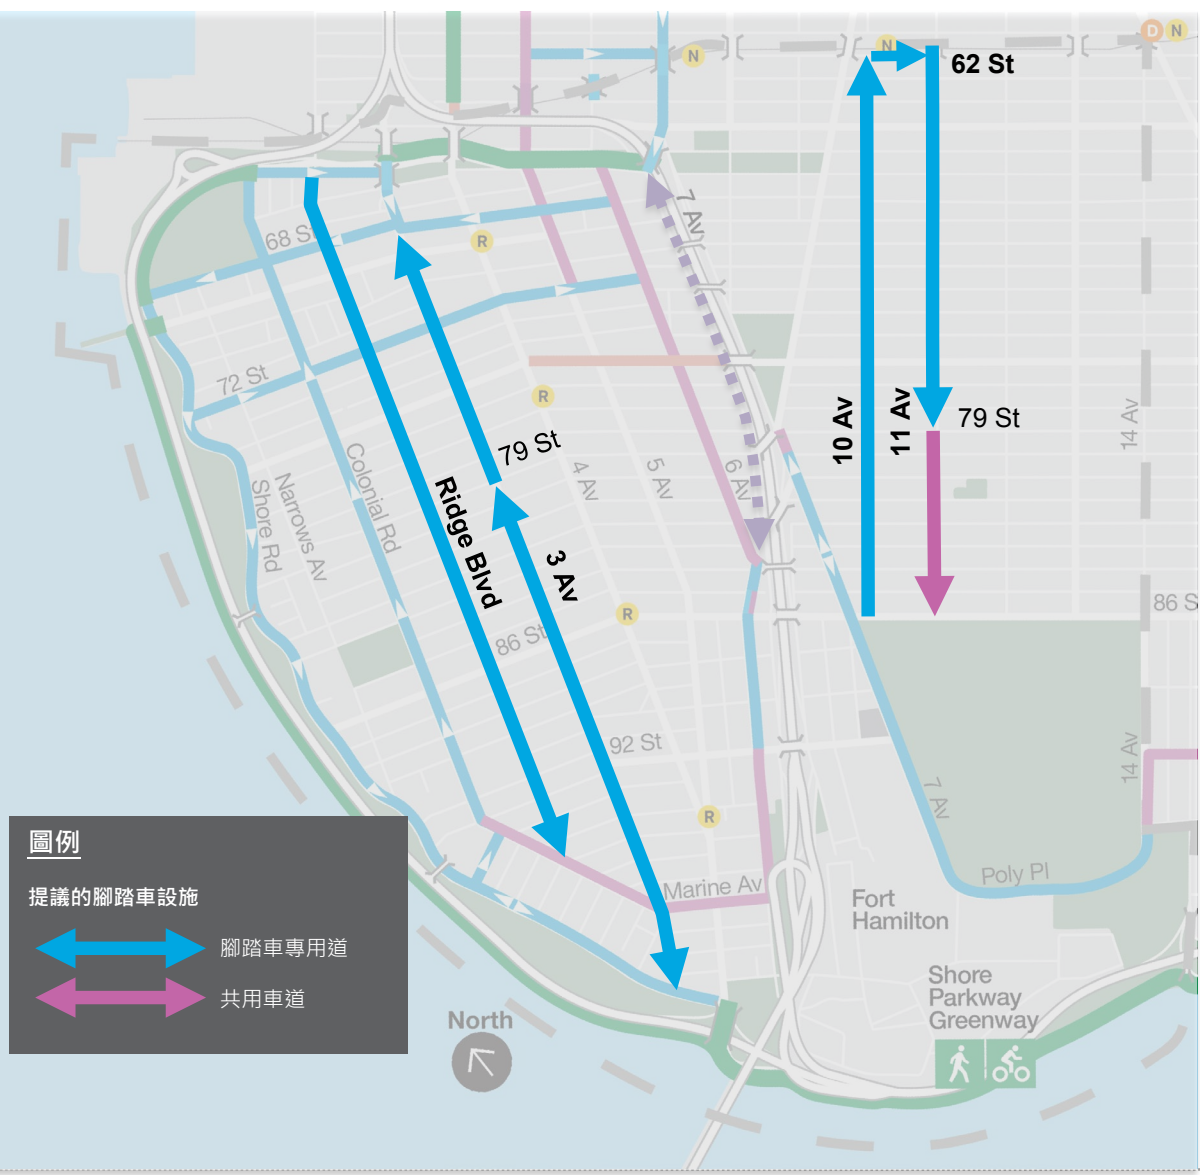 D
N
N
N
62 St
7 Av
68 St
R
72 St
R
10 Av
11 Av
79 St
14 Av
79 St
Colonial Rd
Narrows Av
Shore Rd
Ridge Blvd
3 Av
4 Av
5 Av
6 Av
86 St
R
86 S
92 St
14 Av
7 Av
R
圖例
提議的腳踏車設施
腳踏車專用道
共用車道
Marine Av
Poly Pl
Fort
Hamilton
Shore
Parkway
Greenway
North